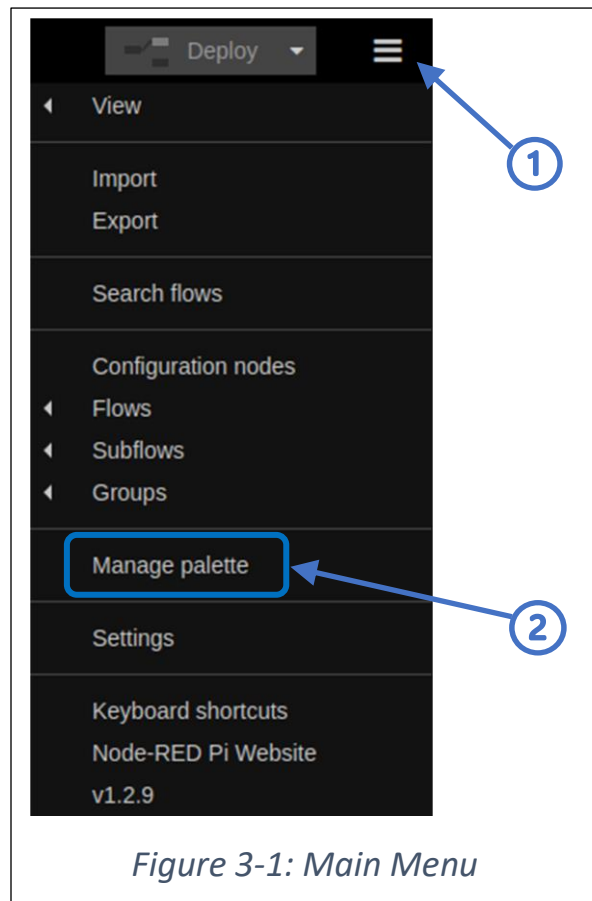 Deploy
View
1
Import
Export
Search flows
Configuration nodes
Flows
Subflows
Groups
Manage palette
2
Settings
Keyboard shortcuts
Node-RED Pi Website
v1.2.9
Figure 3-1: Main Menu